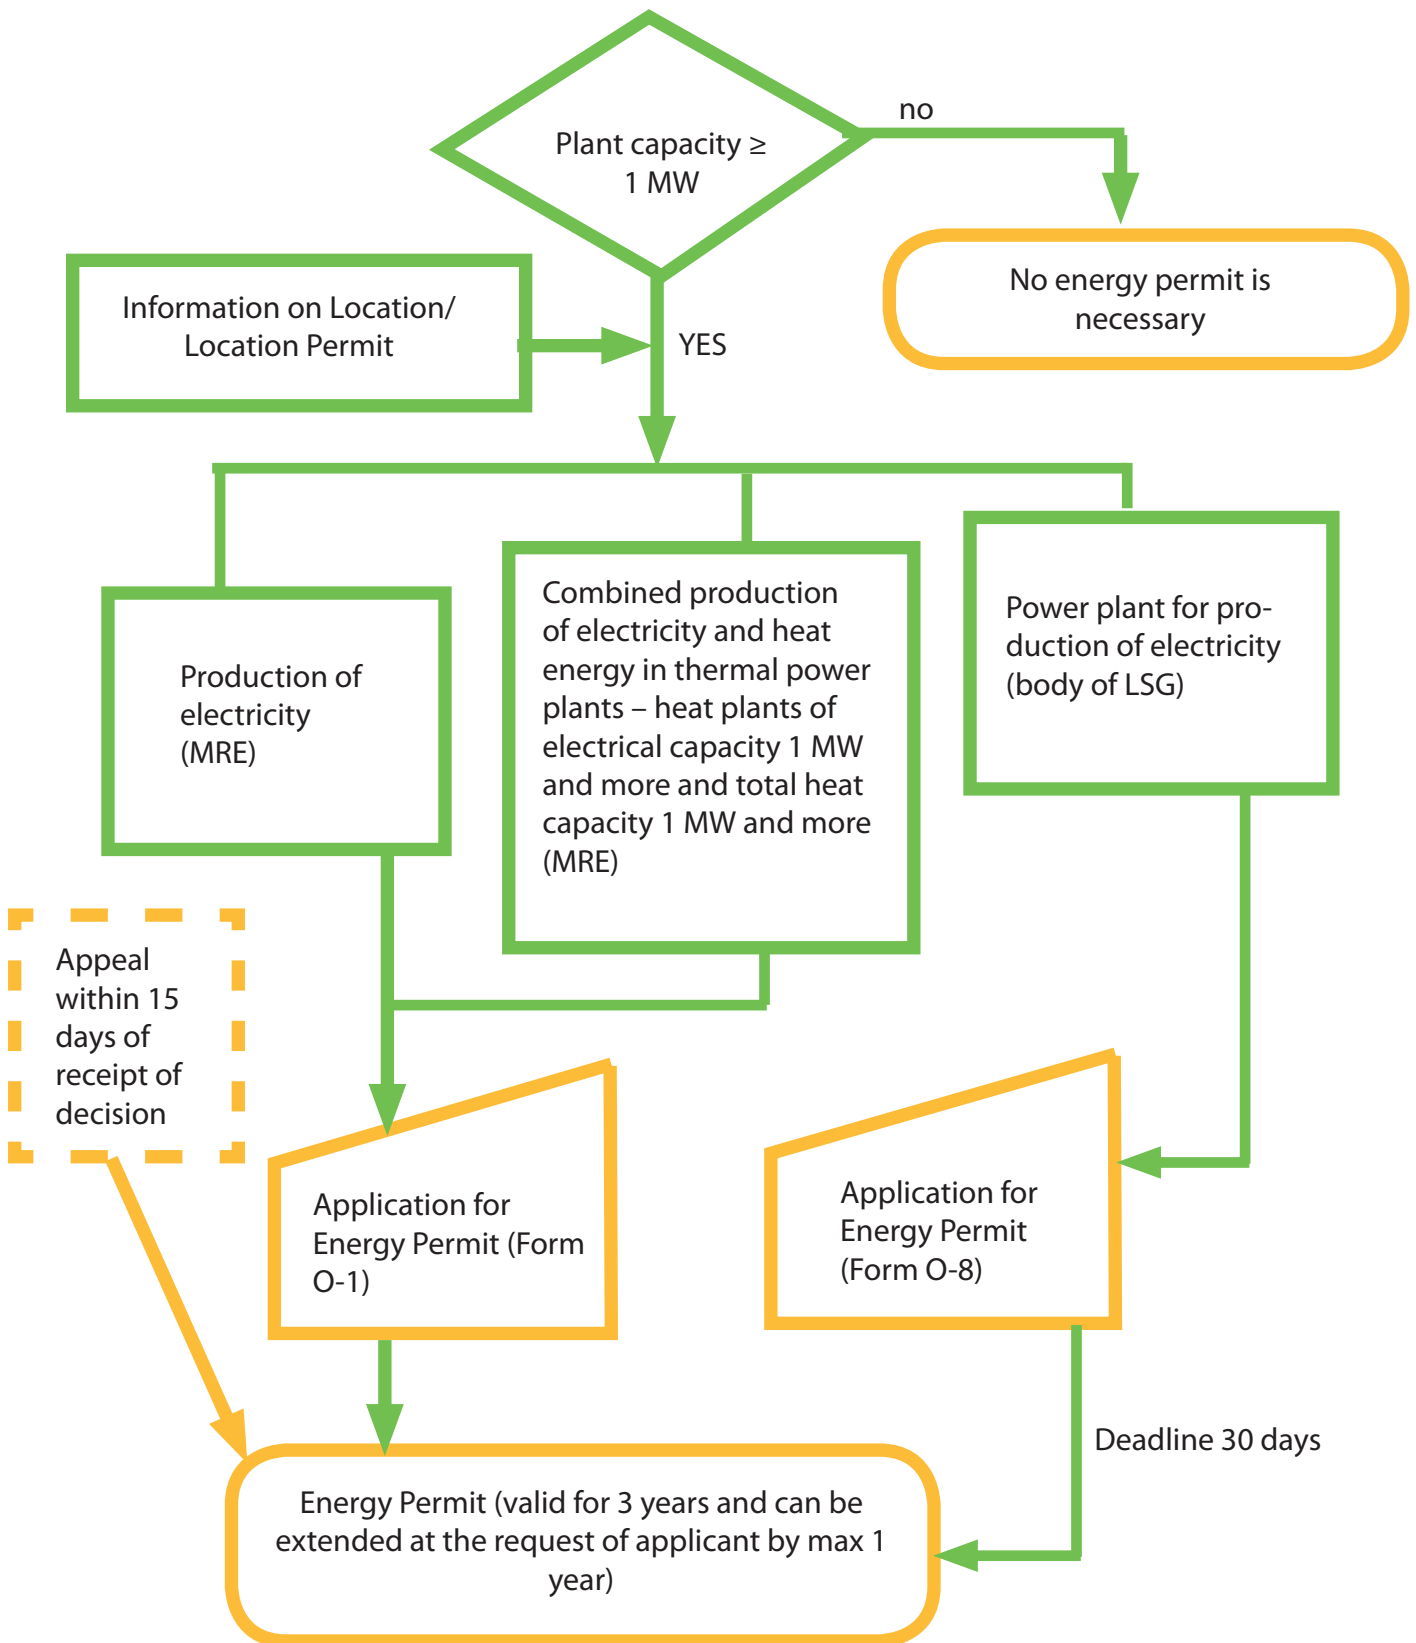 no
Plant capacity ≥
1 MW
No energy permit is
necessary
Information on Location/
Location Permit
YES
Production of
electricity
(MRE)
Combined production
of electricity and heat
energy in thermal power
plants – heat plants of
electrical capacity 1 MW
and more and total heat
capacity 1 MW and more
(MRE)
Power plant for pro-
duction of electricity
(body of LSG)
Appeal
within 15
days of
receipt of
decision
Application for
Energy Permit (Form
O-1)
Application for
Energy Permit
(Form O-8)
Deadline 30 days
Energy Permit (valid for 3 years and can be
extended at the request of applicant by max 1
year)